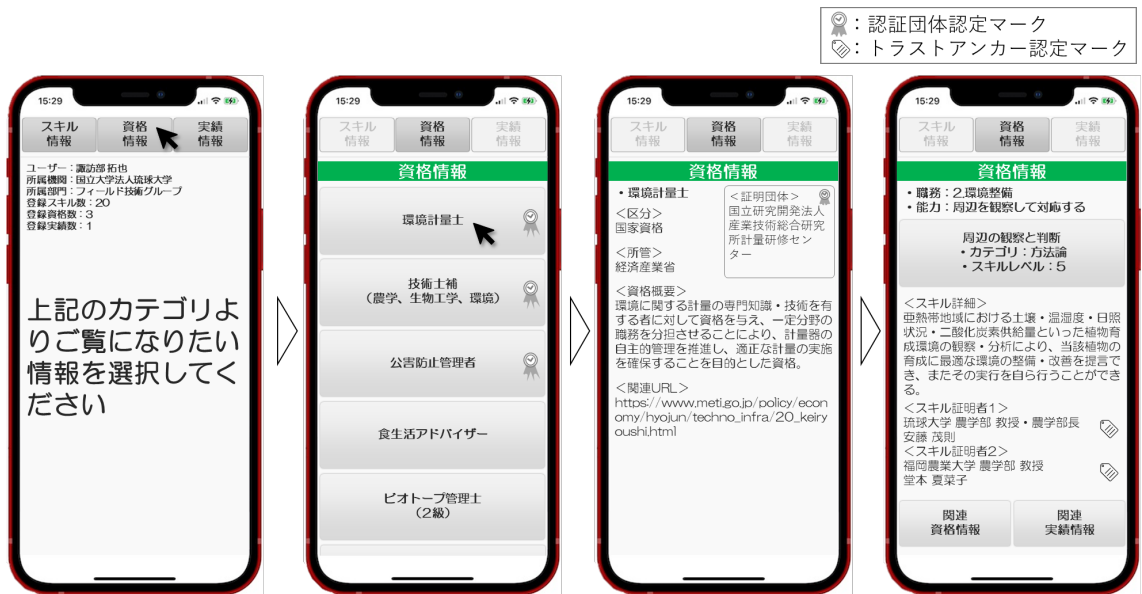 ：認証団体認定マーク
：トラストアンカー認定マーク
15:29
スキル
情報
資格
情報
実績
情報
ユーザー：諏訪部 拓也
所属機関：国立大学法人琉球大学
所属部門：フィールド技術グループ
登録スキル数：20
登録資格数：3
登録実績数：1
上記のカテゴリよ
りご覧になりたい
情報を選択してく
ださい
15:29
スキル
情報
資格
情報
実績
情報
資格情報
環境計量士
技術士補
（農学、生物工学、環境）
公害防止管理者
食生活アドバイザー
ビオトープ管理士
（2級）
15:29
スキル
情報
資格
情報
実績
情報
資格情報
・環境計量士
＜区分＞
国家資格
＜所管＞
経済産業省
＜証明団体＞
国立研究開発法人
産業技術総合研究
所計量研修セン
ター
＜資格概要＞
環境に関する計量の専門知識・技術を有
する者に対して資格を与え、一定分野の
職務を分担させることにより、計量器の
自主的管理を推進し、適正な計量の実施
を確保することを目的とした資格。
＜関連URL＞
https://www.meti.go.jp/policy/econ
omy/hyojun/techno_infra/20_keiry
oushi.html
15:29
スキル
情報
資格
情報
実績
情報
資格情報
・職務：2.環境整備
・能力：周辺を観察して対応する
周辺の観察と判断
・カテゴリ：方法論
・スキルレベル：5
＜スキル詳細＞
亜熱帯地域における土壌・温湿度・日照
状況・二酸化炭素供給量といった植物育
成環境の観察・分析により、当該植物の
育成に最適な環境の整備・改善を提言で
き、またその実行を自ら行うことができ
る。
＜スキル証明者1＞
琉球大学 農学部 教授・農学部長
安藤 茂則
＜スキル証明者2＞
福岡農業大学 農学部 教授
堂本 夏菜子
関連
資格情報
関連
実績情報